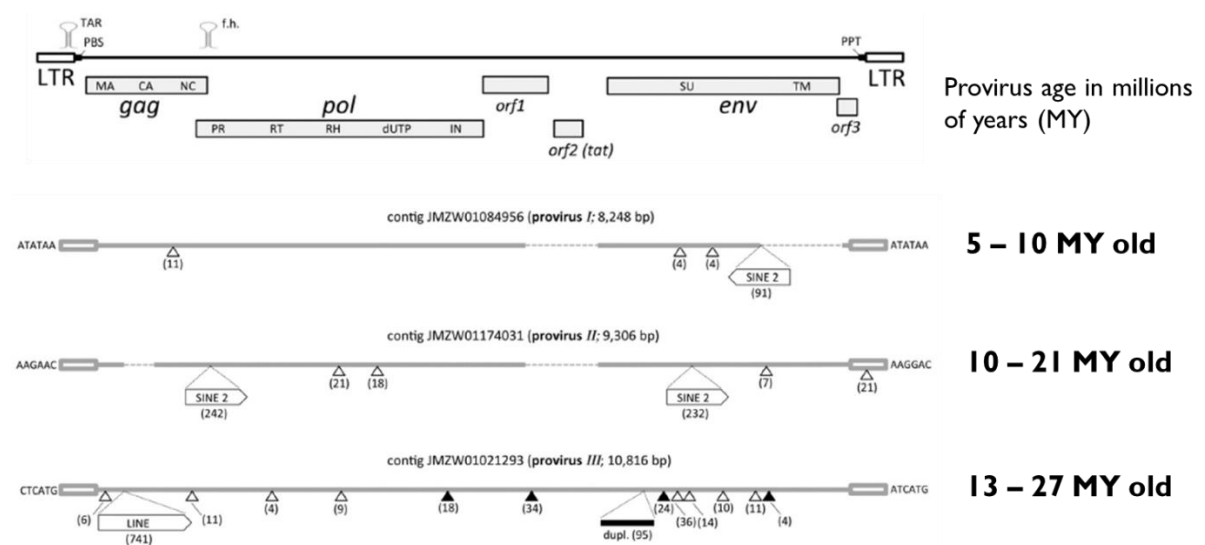 TAR
f.h.
PBS
PPT
LTR
LTR
MA CA NC
SU TM
gag
pol
orf1
env
orf3
PR RT RH dUTP IN
orf2 (tat)
Provirus age in millions
of years (MY)
contig JMZW01084956 (provirus I; 8,248 bp)
ATATAA
ATATAA
5 – 10 MY old
(11)
(4)
(4)
SINE 2
(91)
contig JMZW01174031 (provirus II; 9,306 bp)
AAGAAC
AAGGAC
10 – 21 MY old
(21)
(18)
(7)
(21)
SINE 2
SINE 2
(242)
(232)
contig JMZW01021293 (provirus III; 10,816 bp)
CTCATG
ATCATG
13 – 27 MY old
(6)
(11)
(4)
(9)
(18)
(34)
(24)
(36)
(14)
(10)
(11)
(4)
LINE
(741)
dupl. (95)